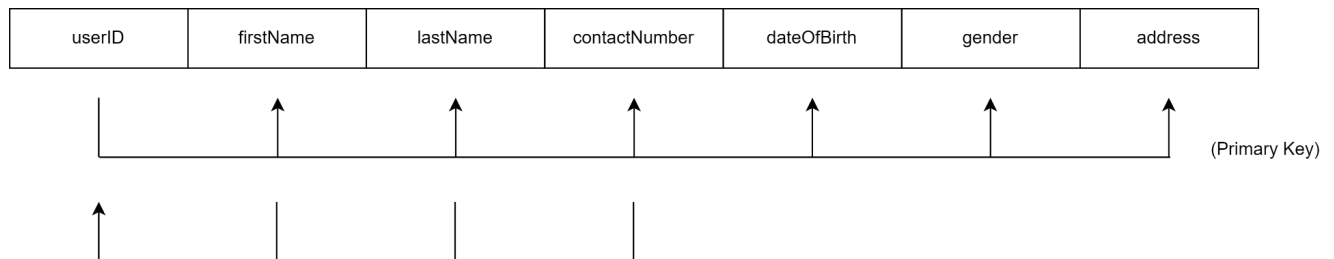 userID firstName lastName contactNumber dateOfBirth gender address
(Primary Key)